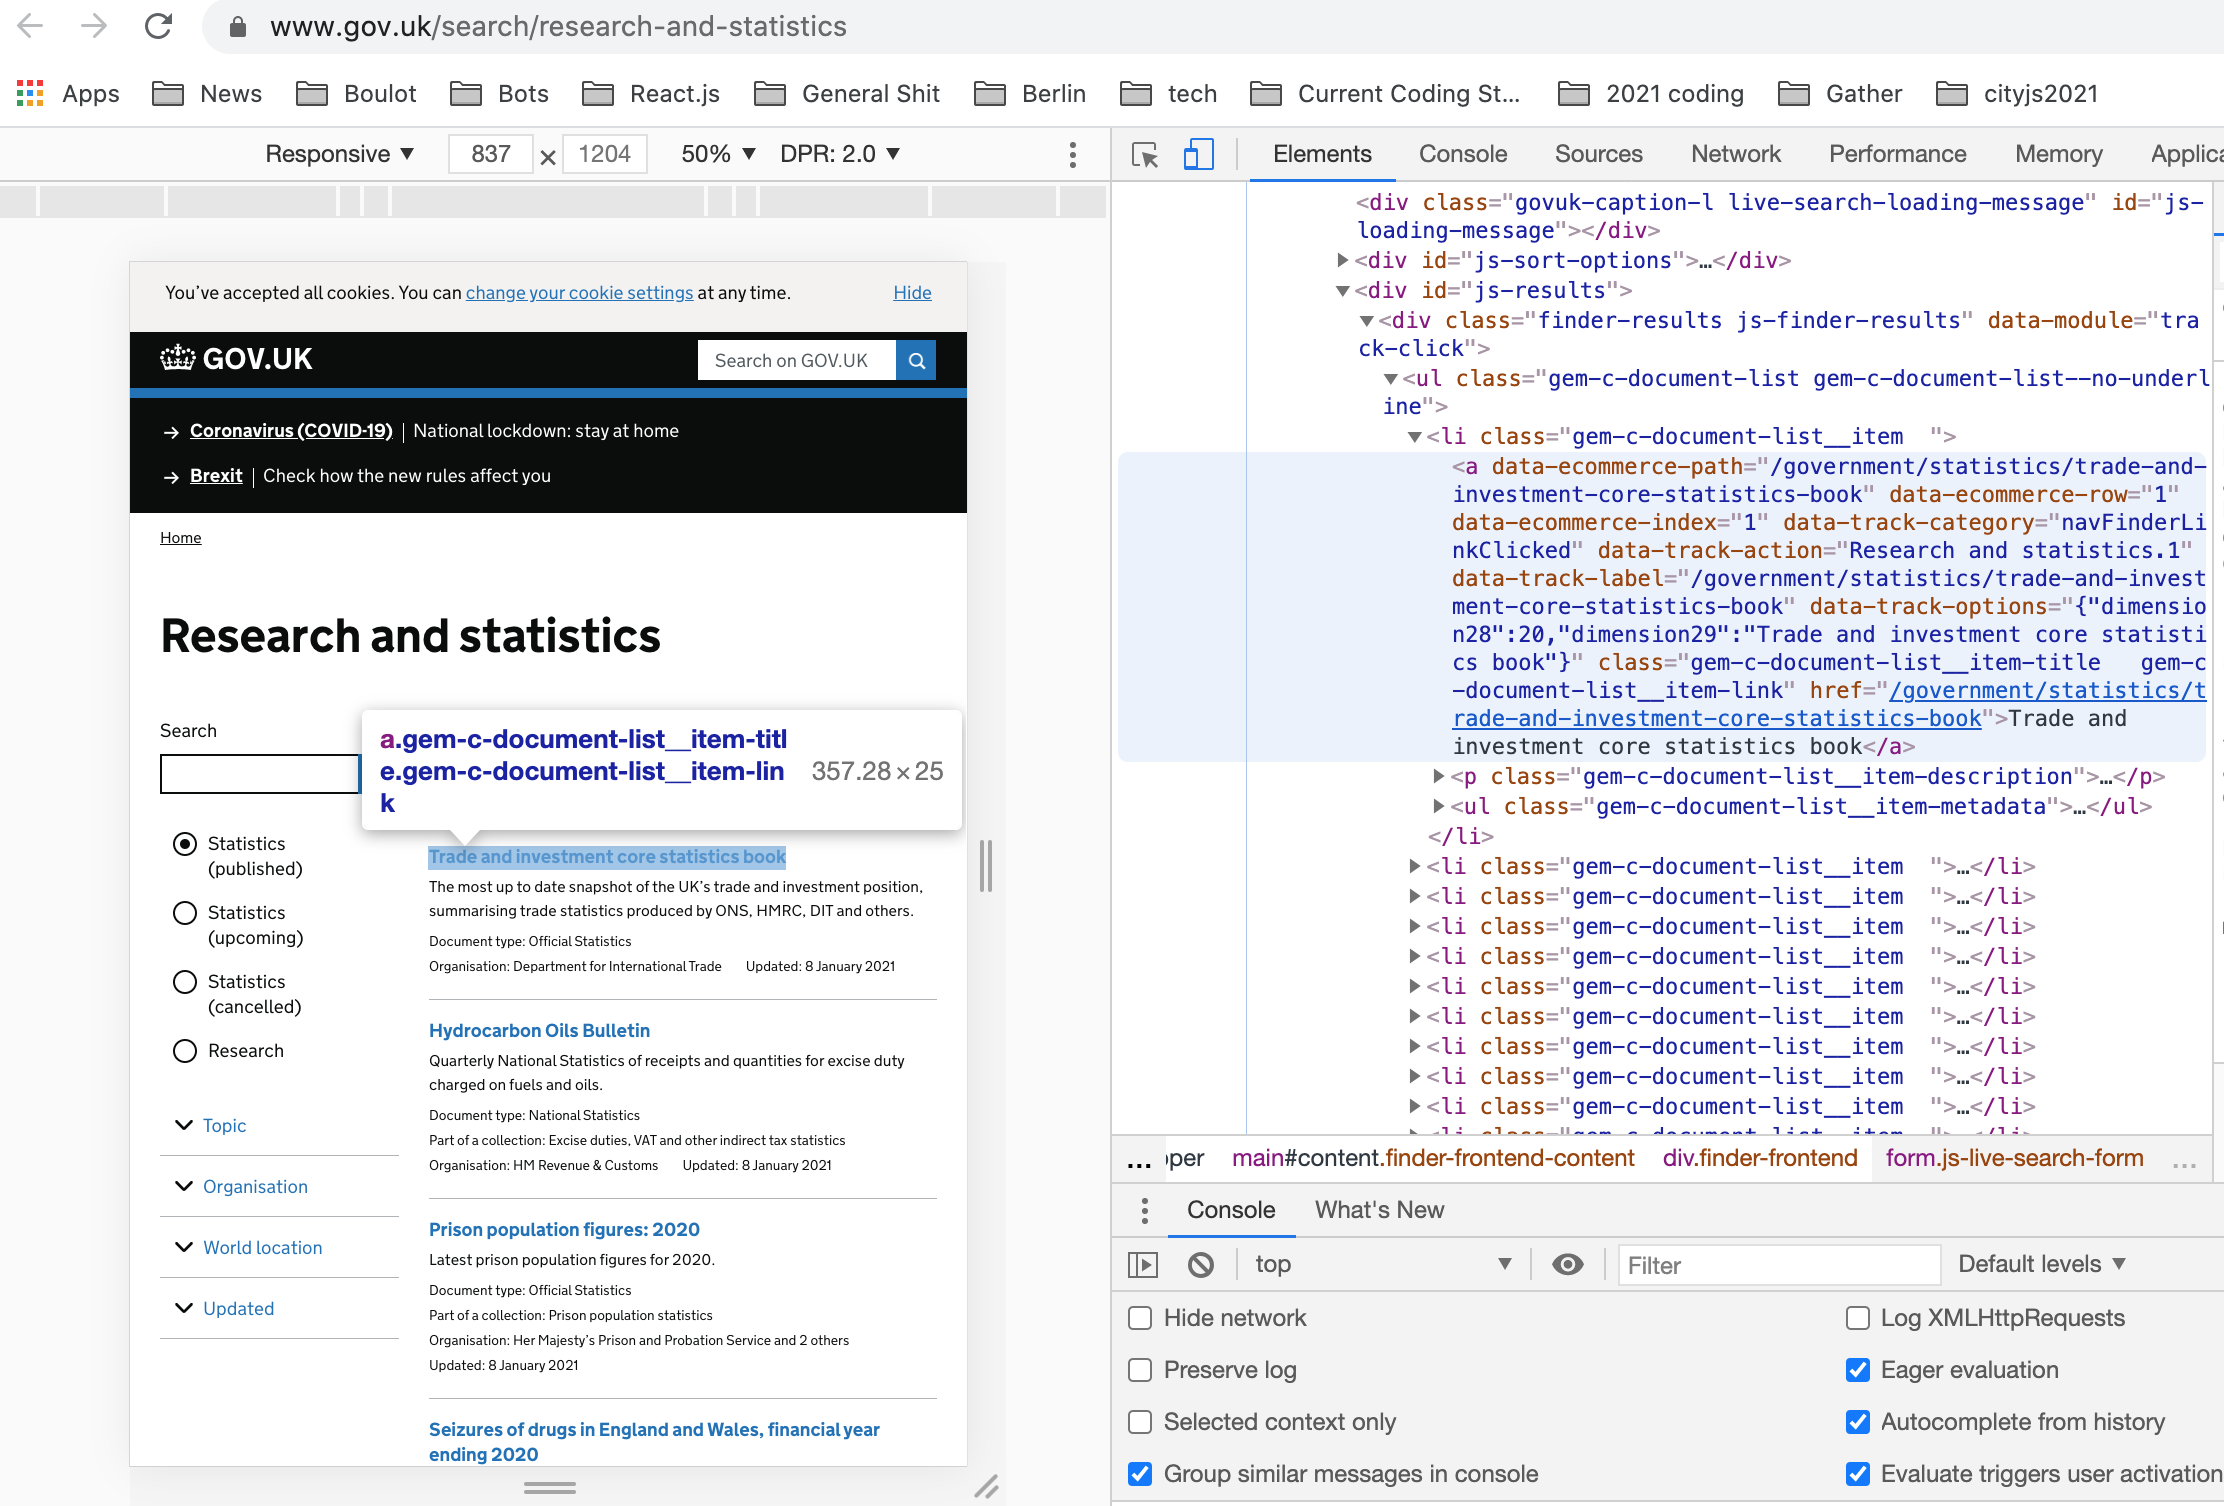 www.gov.uk/search/research-and-statistics
Apps News Boulot Bots React.js General Shit Berlin tech Current Coding St... 2021 coding Gather cityjs2021
Responsive ▼ 837 × 1204 50% ▼ DPR: 2.0 ▼
You've accepted all cookies. You can change your cookie settings at any time. Hide
GOV.UK Search on GOV.UK
→ Coronavirus (COVID-19) | National lockdown: stay at home
→ Brexit | Check how the new rules affect you
Home
Research and statistics
Search
a.gem-c-document-list__item-titl
e.gem-c-document-list__item-lin
k
357.28 × 25
Statistics
(published)
Statistics
(upcoming)
Statistics
(cancelled)
Research
Topic
Organisation
World location
Updated
Trade and investment core statistics book
The most up to date snapshot of the UK's trade and investment position,
summarising trade statistics produced by ONS, HMRC, DIT and others.
Document type: Official Statistics
Organisation: Department for International Trade Updated: 8 January 2021
Hydrocarbon Oils Bulletin
Quarterly National Statistics of receipts and quantities for excise duty
charged on fuels and oils.
Document type: National Statistics
Part of a collection: Excise duties, VAT and other indirect tax statistics
Organisation: HM Revenue & Customs Updated: 8 January 2021
Prison population figures: 2020
Latest prison population figures for 2020.
Document type: Official Statistics
Part of a collection: Prison population statistics
Organisation: Her Majesty's Prison and Probation Service and 2 others
Updated: 8 January 2021
Seizures of drugs in England and Wales, financial year
ending 2020
Elements Console Sources Network Performance Memory Applica
<div class="govuk-caption-l live-search-loading-message" id="js-
loading-message"></div>
▶<div id="js-sort-options">…</div>
▼<div id="js-results">
▼<div class="finder-results js-finder-results" data-module="tra
ck-click">
▼<ul class="gem-c-document-list gem-c-document-list--no-underl
ine">
▼<li class="gem-c-document-list__item  ">
<a data-ecommerce-path="/government/statistics/trade-and-
investment-core-statistics-book" data-ecommerce-row="1"
data-ecommerce-index="1" data-track-category="navFinderLi
nkClicked" data-track-action="Research and statistics.1"
data-track-label="/government/statistics/trade-and-invest
ment-core-statistics-book" data-track-options="{"dimensio
n28":20,"dimension29":"Trade and investment core statisti
cs book"}" class="gem-c-document-list__item-title   gem-c
-document-list__item-link" href="/government/statistics/t
rade-and-investment-core-statistics-book">Trade and
investment core statistics book</a>
▶<p class="gem-c-document-list__item-description">…</p>
▶<ul class="gem-c-document-list__item-metadata">…</ul>
</li>
▶<li class="gem-c-document-list__item  ">…</li>
▶<li class="gem-c-document-list__item  ">…</li>
▶<li class="gem-c-document-list__item  ">…</li>
▶<li class="gem-c-document-list__item  ">…</li>
▶<li class="gem-c-document-list__item  ">…</li>
▶<li class="gem-c-document-list__item  ">…</li>
▶<li class="gem-c-document-list__item  ">…</li>
▶<li class="gem-c-document-list__item  ">…</li>
▶<li class="gem-c-document-list__item  ">…</li>
... pper main#content.finder-frontend-content div.finder-frontend form.js-live-search-form ...
Console What's New
top ▼ Filter Default levels ▼
Hide network Log XMLHttpRequests
Preserve log Eager evaluation
Selected context only Autocomplete from history
Group similar messages in console Evaluate triggers user activation